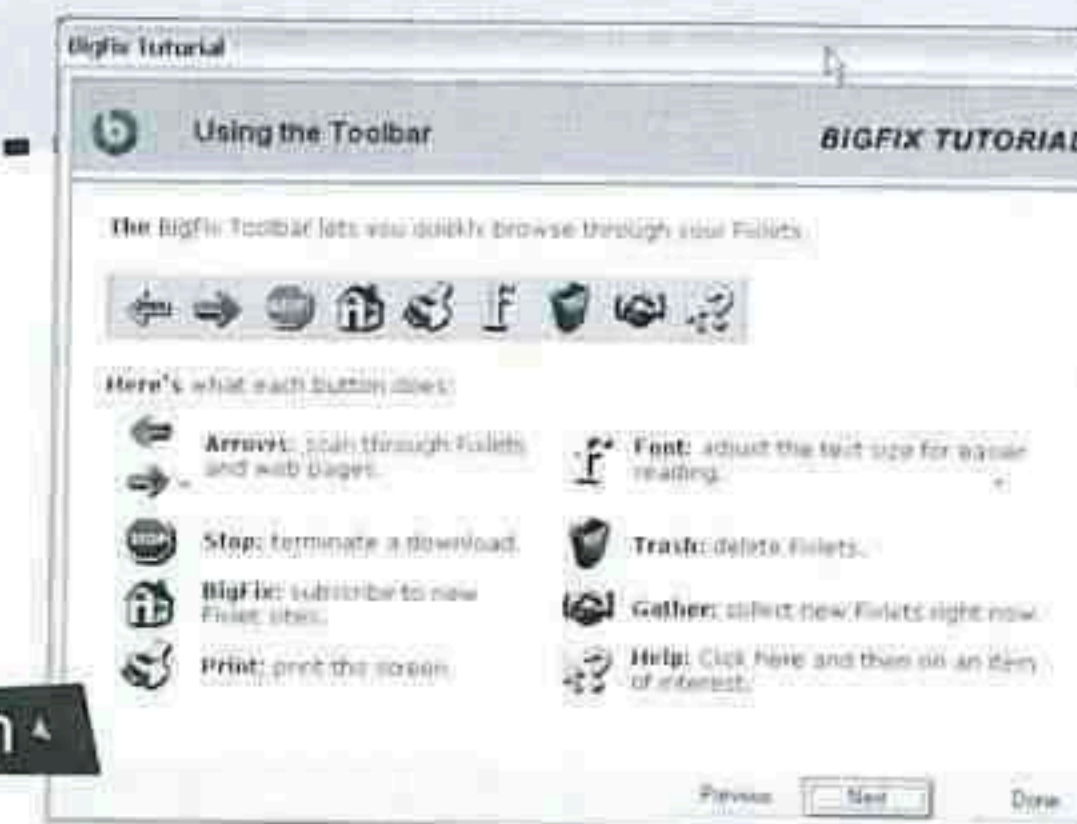 BigFix Tutorial
Using the Toolbar
BIGFIX TUTORIAL
The BigFix Toolbar lets you quickly browse through your Fixlets.
Here's what each button does:
Arrows: scan through Fixlets
and web pages.
Stop: terminate a download.
BigFix: subscribe to new
Fixlet sites.
Print: print this screen.
Font: adjust the text size for easier
reading.
Trash: delete Fixlets.
Gather: collect new Fixlets right now.
Help: Click here and then on an item
of interest.
Previous Next Done